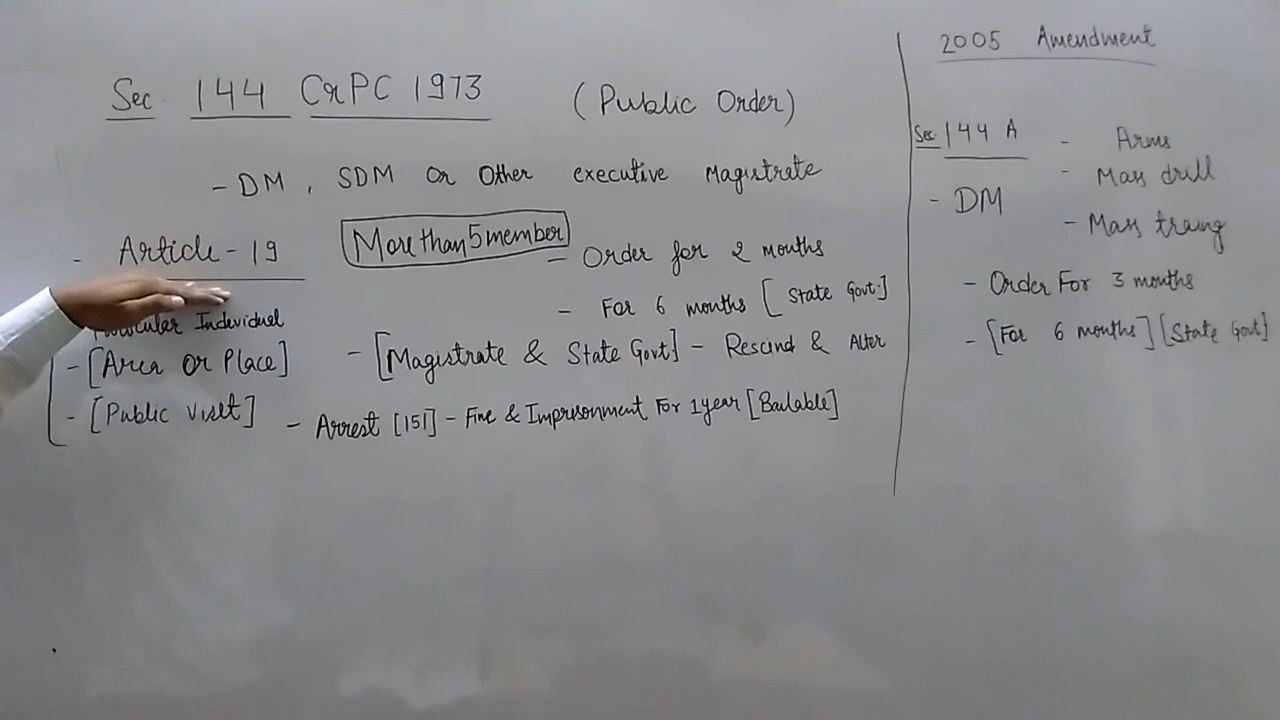 Sec 144 CrPC 1973 (Public Order)
- DM, SDM or Other executive Magistrate
- Article - 19
More than 5 member
- Order for 2 months
- For 6 months [State Govt.]
Individual
- [Area or Place]
- [Magistrate & State Govt] - Rescind & Alter
- [Public Visit]
- Arrest [151] - Fine & Imprisonment For 1 year [Bailable]
2005 Amendment
Sec 144 A - Arms
- Mass drill
- DM
- Mass traing
- Order For 3 months
- [For 6 months] [State Govt]